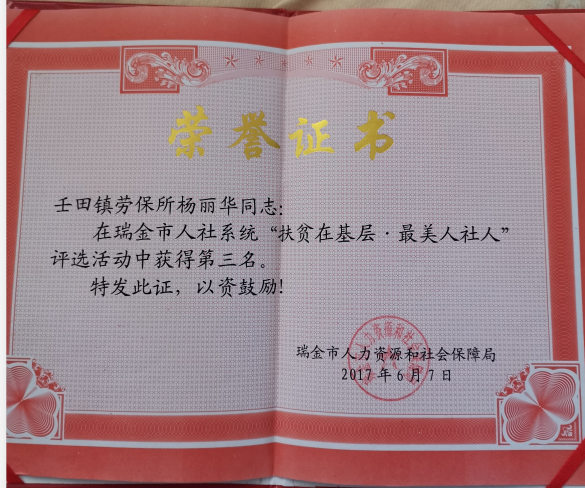 荣誉证书
壬田镇劳保所杨丽华同志:
在瑞金市人社系统“扶贫在基层·最美人社人”
评选活动中获得第三名。
特发此证，以资鼓励!
瑞金市人力资源和社会保障局
2017年6月7日